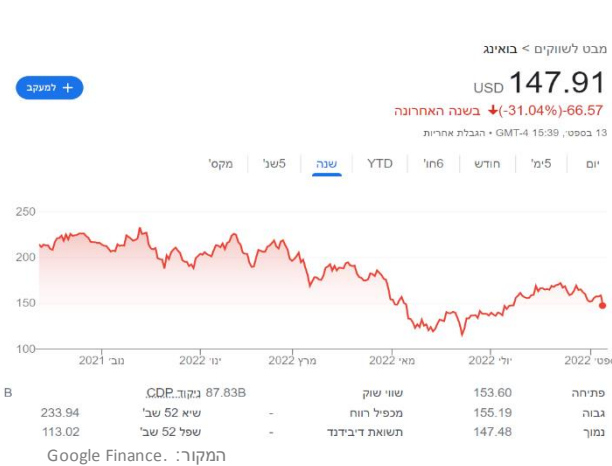 מבט לשווקים > בואינג
147.91 USD
-66.57 (-31.04%)↓ בשנה האחרונה
13 בספט׳, 15:39 GMT-4 • הגבלת אחריות
+ למעקב
יום 5ימ' חודש 6חו' YTD שנה 5שנ' מקס'
250
200
150
100
נוב׳ 2021 ינו׳ 2022 מרץ 2022 מאי 2022 יולי 2022 ספט׳ 2022
פתיחה 153.60 שווי שוק 87.83B ניקוד CDP B
גבוה 155.19 מכפיל רווח - שיא 52 שב' 233.94
נמוך 147.48 תשואת דיבידנד - שפל 52 שב' 113.02
המקור: Google Finance.